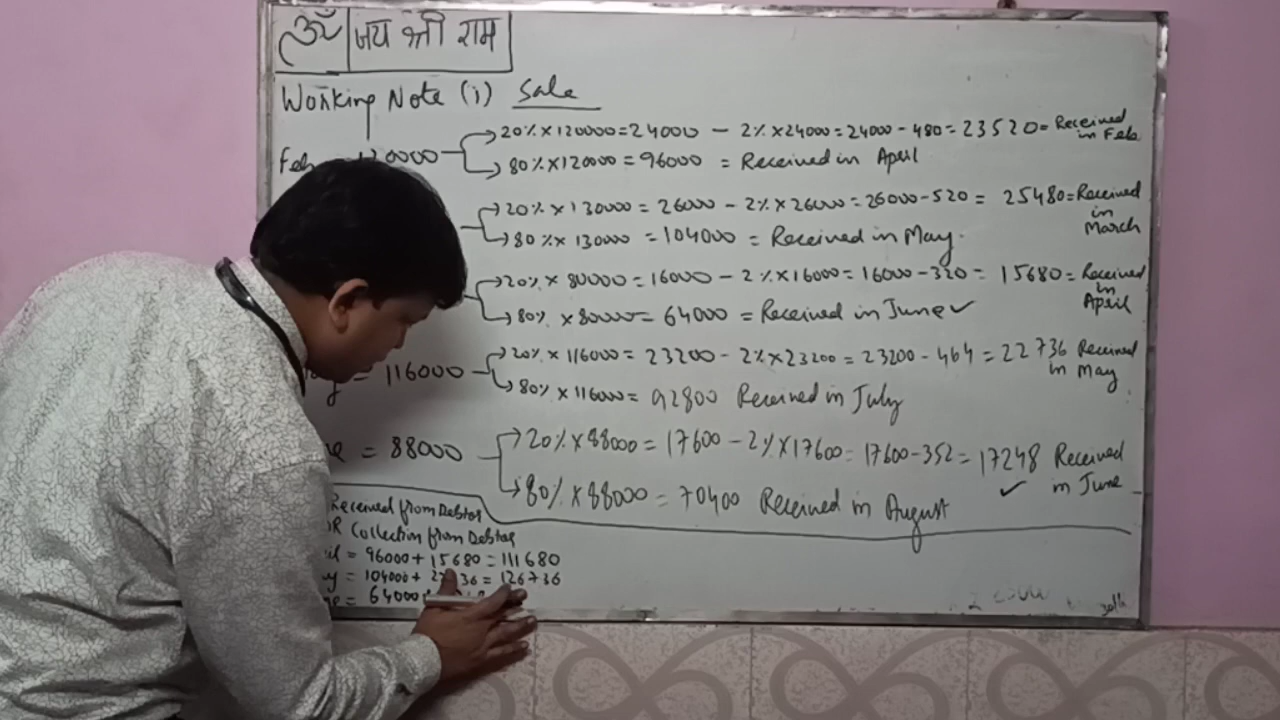 ॐ जय श्री राम
Working Note (i) Sale
20% × 120000 = 24000 - 2% × 24000 = 24000 - 480 = 23520 = Received in Feb
Feb 120000
80% × 120000 = 96000 = Received in April
20% × 130000 = 26000 - 2% × 26000 = 26000 - 520 = 25480 = Received in March
80% × 130000 = 104000 = Received in May.
20% × 80000 = 16000 - 2% × 16000 = 16000 - 320 = 15680 = Received in April
80% × 80000 = 64000 = Received in June ✓
20% × 116000 = 23200 - 2% × 23200 = 23200 - 464 = 22736 Received in May
= 116000
80% × 116000 = 92800 Received in July
20% × 88000 = 17600 - 2% × 17600 = 17600 - 352 = 17248 Received in June ✓
= 88000
80% × 88000 = 70400 Received in August
Received from Debtor
Collection from Debtor
= 96000 + 15680 = 111680
= 104000 + = 126736
= 64000